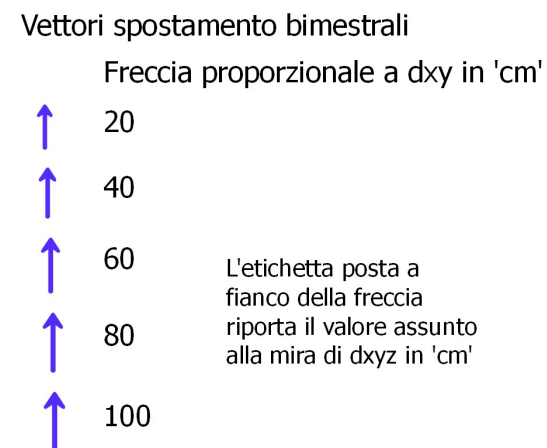 Vettori spostamento bimestrali
Freccia proporzionale a dxy in 'cm'
20
40
60
L'etichetta posta a
fianco della freccia
riporta il valore assunto
alla mira di dxyz in 'cm'
80
100